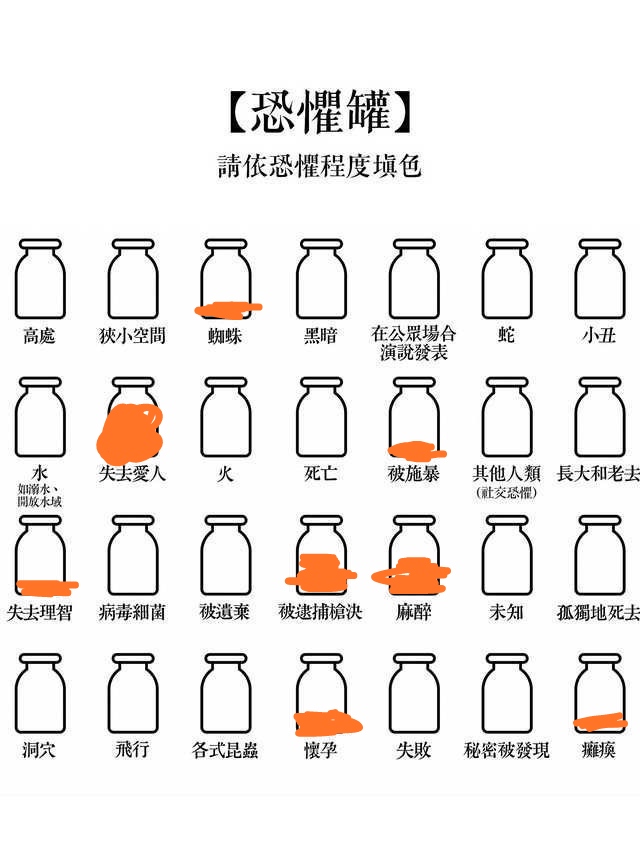 【恐懼罐】
請依恐懼程度填色
高處
狹小空間
蜘蛛
黑暗
在公眾場合
演說發表
蛇
小丑
水
如溺水、
開放水域
失去愛人
火
死亡
被施暴
其他人類
(社交恐懼)
長大和老去
失去理智
病毒細菌
被遺棄
被逮捕槍決
麻醉
未知
孤獨地死去
洞穴
飛行
各式昆蟲
懷孕
失敗
秘密被發現
癱瘓